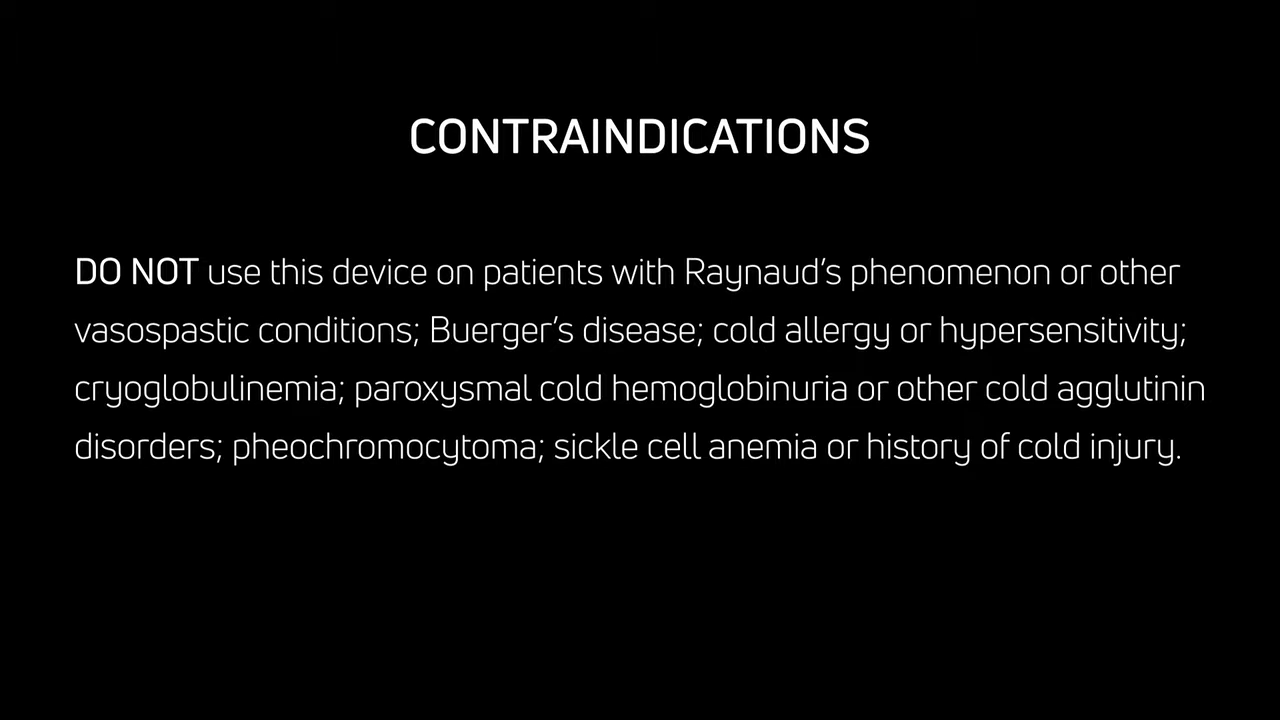 CONTRAINDICATIONS
DO NOT use this device on patients with Raynaud’s phenomenon or other
vasospastic conditions; Buerger’s disease; cold allergy or hypersensitivity;
cryoglobulinemia; paroxysmal cold hemoglobinuria or other cold agglutinin
disorders; pheochromocytoma; sickle cell anemia or history of cold injury.